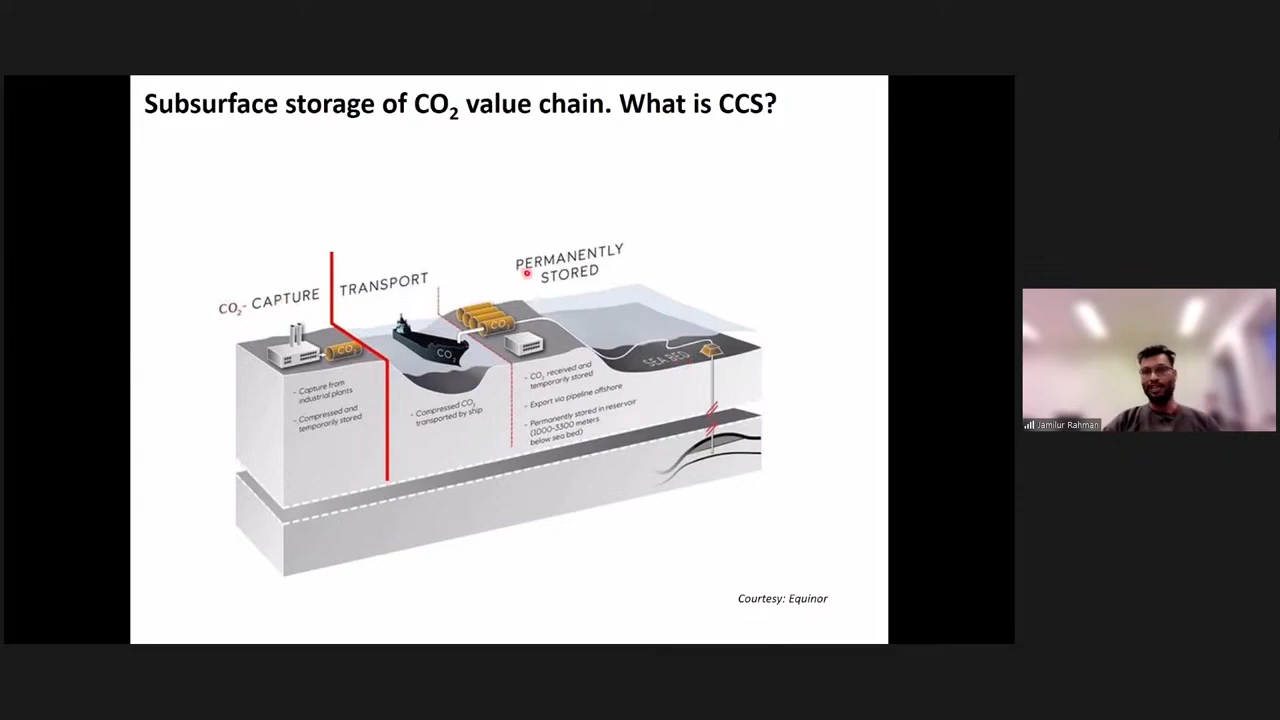 Subsurface storage of CO₂ value chain. What is CCS?
CO₂- CAPTURE
TRANSPORT
PERMANENTLY
STORED
CO₂
CO₂
CO₂
SEA BED
- Capture from
industrial plants
- Compressed and
temporarily stored
- Compressed CO₂
transported by ship
- CO₂ received and
temporarily stored
- Export via pipeline offshore
- Permanently stored in reservoir
(1000-3300 meters
below sea bed)
Courtesy: Equinor
Jamilur Rahman